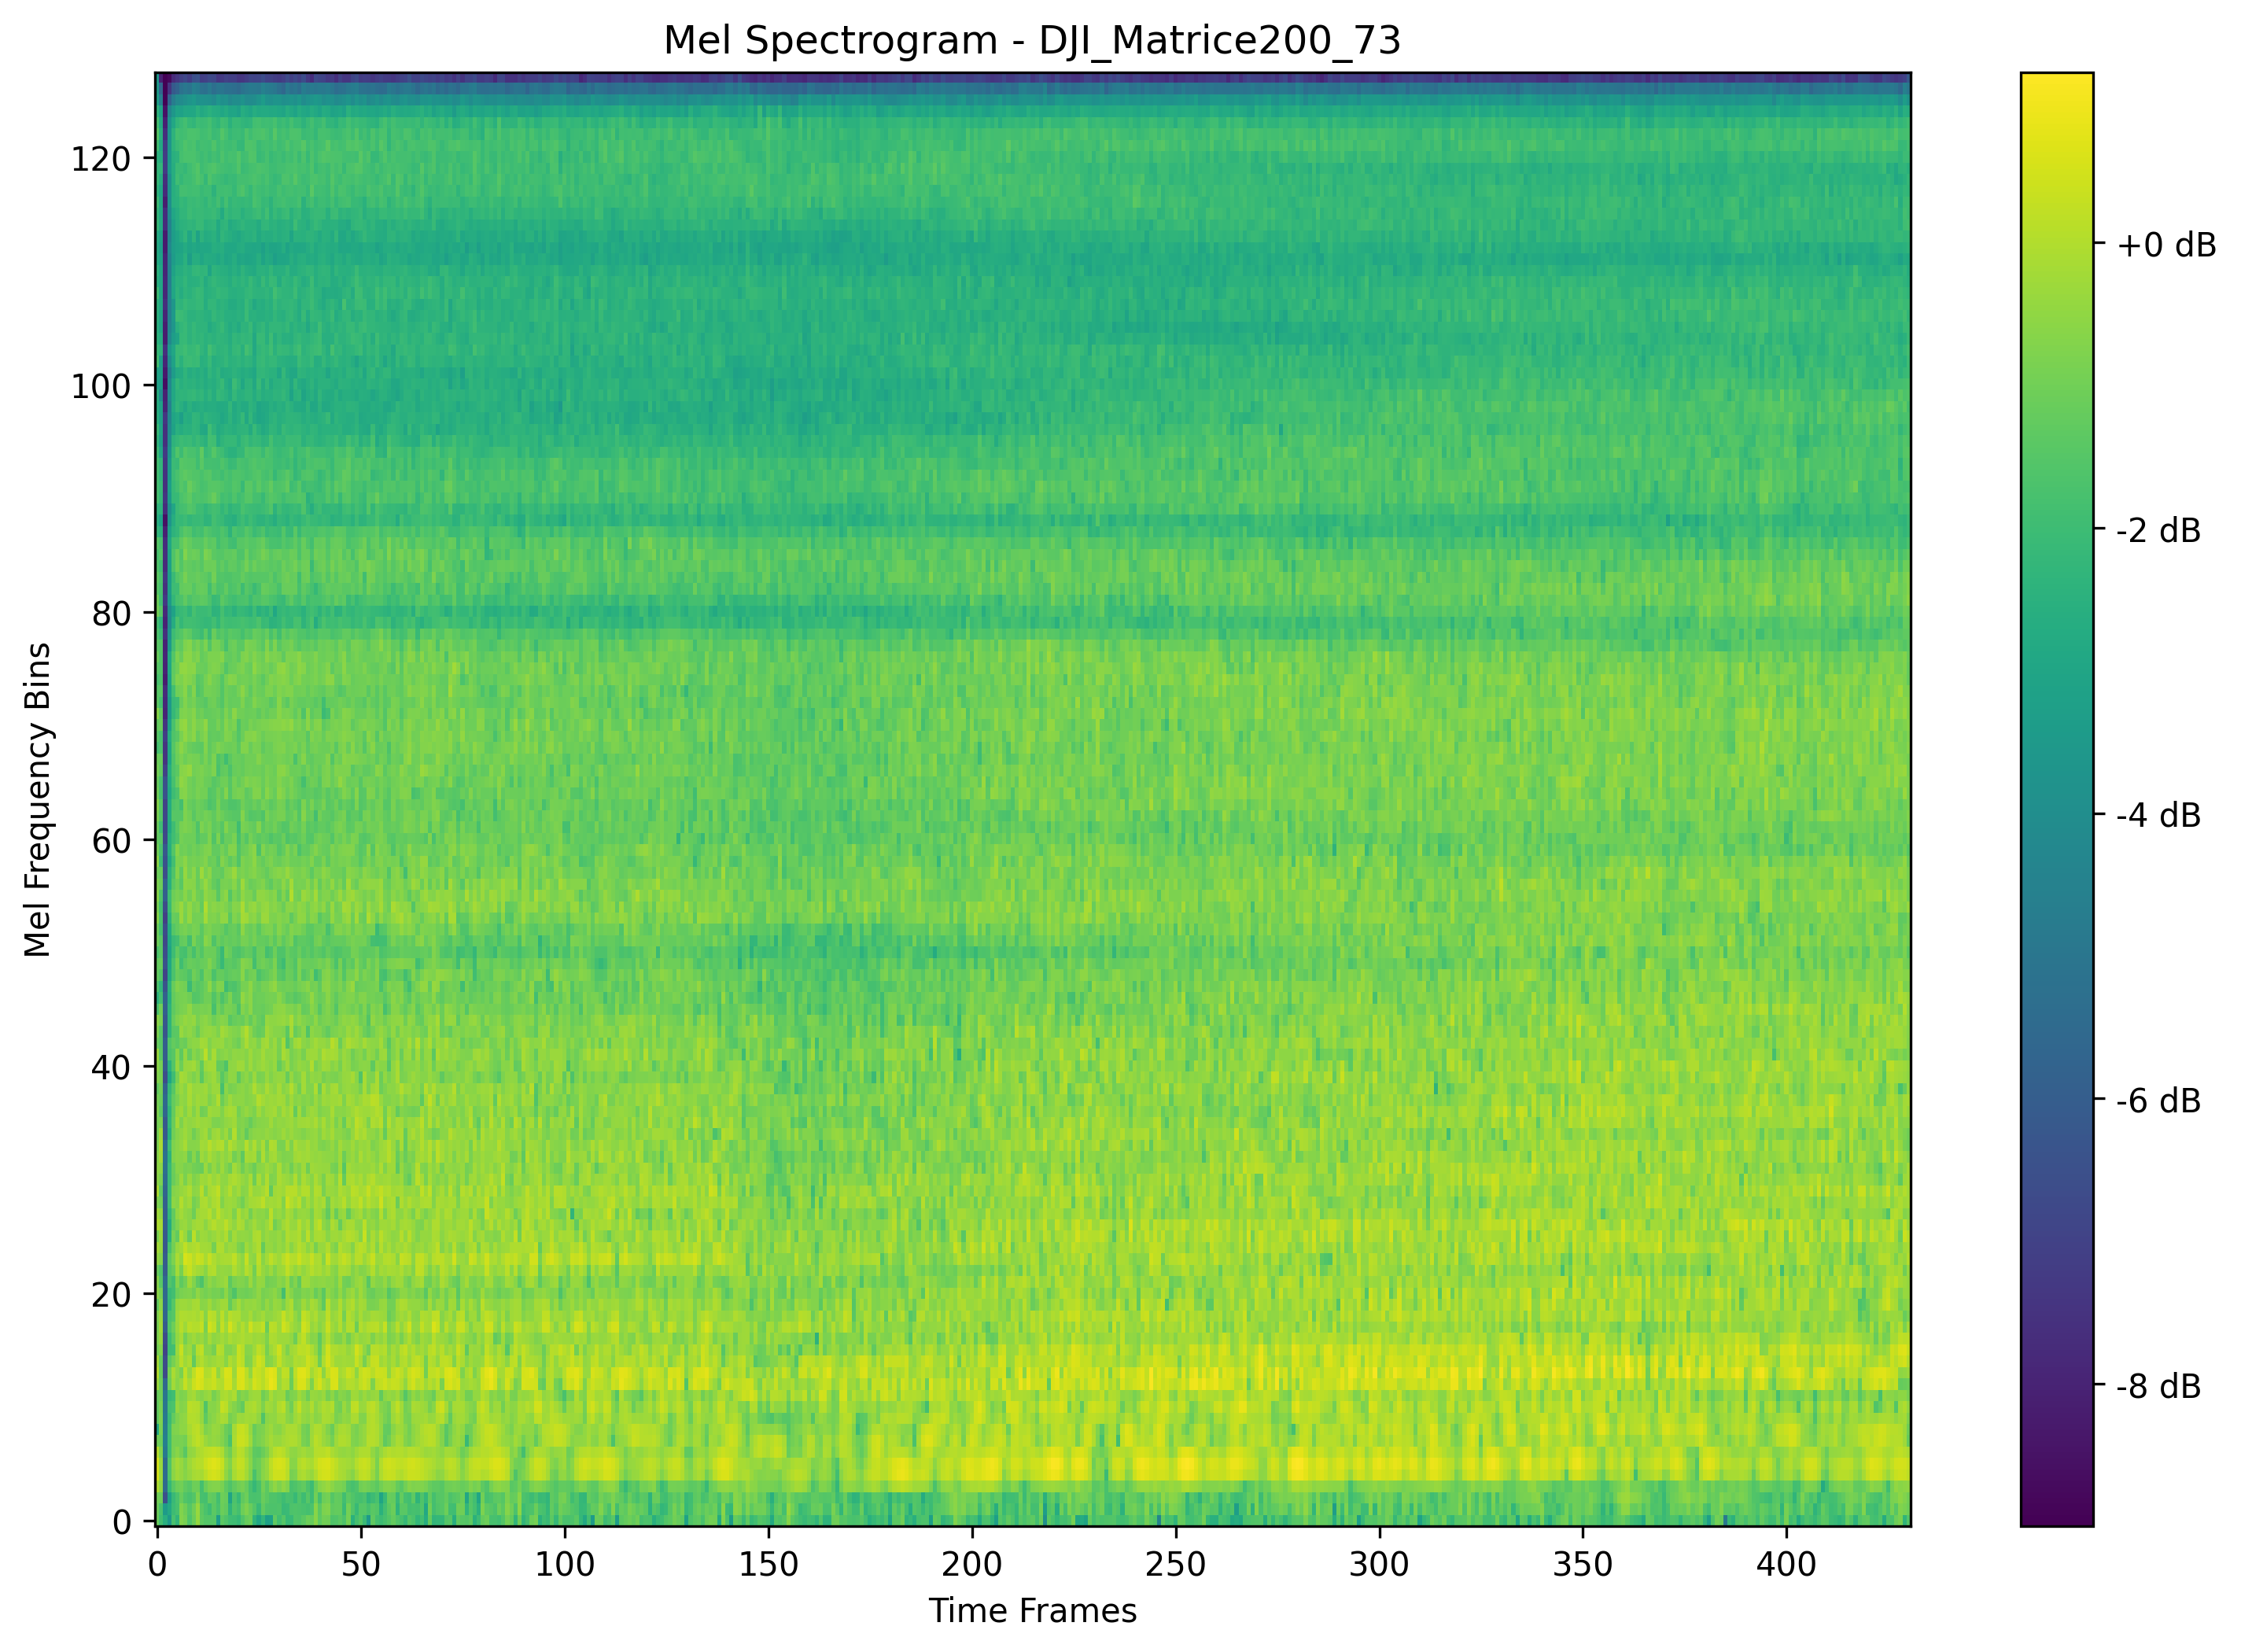 Mel Spectrogram - DJI_Matrice200_73
120
100
80
60
40
20
0
Mel Frequency Bins
0 50 100 150 200 250 300 350 400
Time Frames
+0 dB
-2 dB
-4 dB
-6 dB
-8 dB